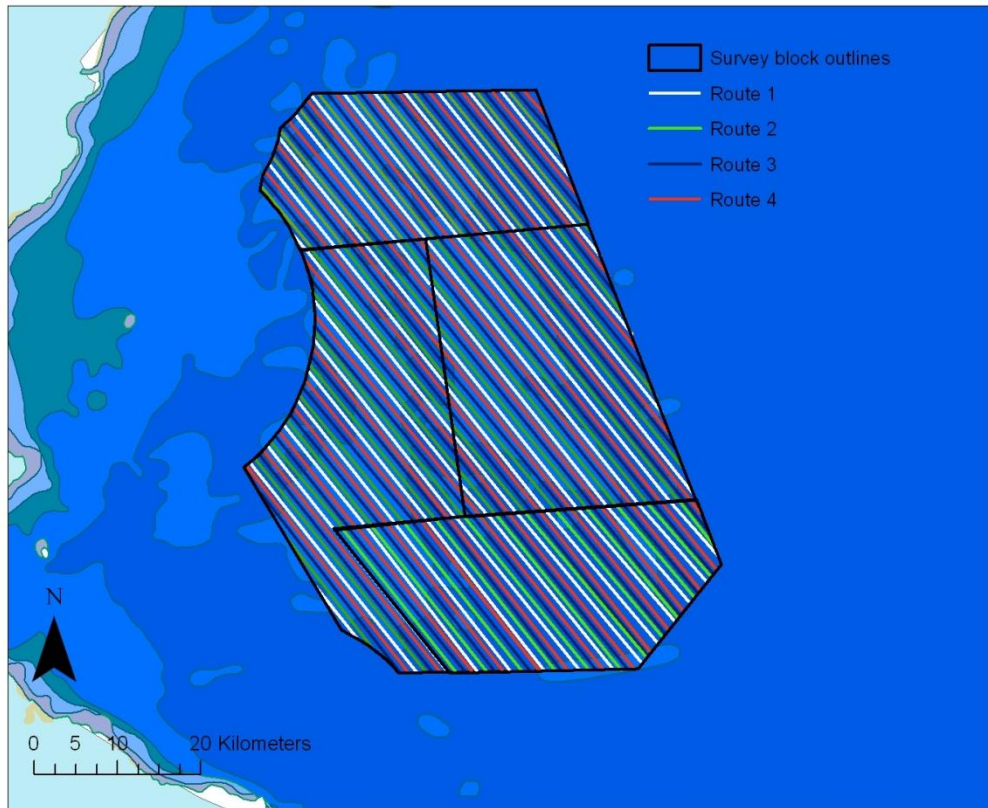 Survey block outlines
Route 1
Route 2
Route 3
Route 4
N
0 5 10 20 Kilometers